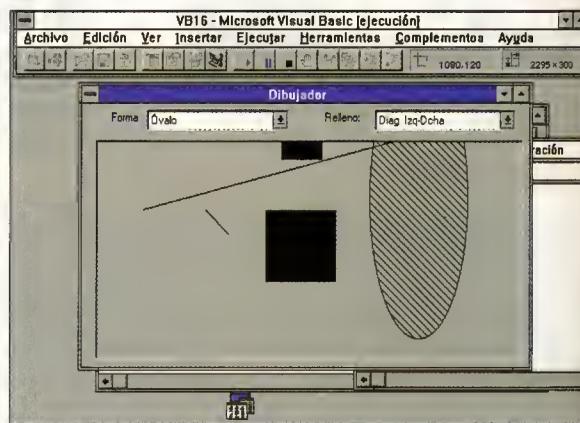 VB16 - Microsoft Visual Basic [ejecución]
Archivo Edición Ver Insertar Ejecutar Herramientas Complementos Ayuda
1080,120 2295×300
Dibujador
Forma Óvalo Relleno: Diag Izq-Dcha
ración